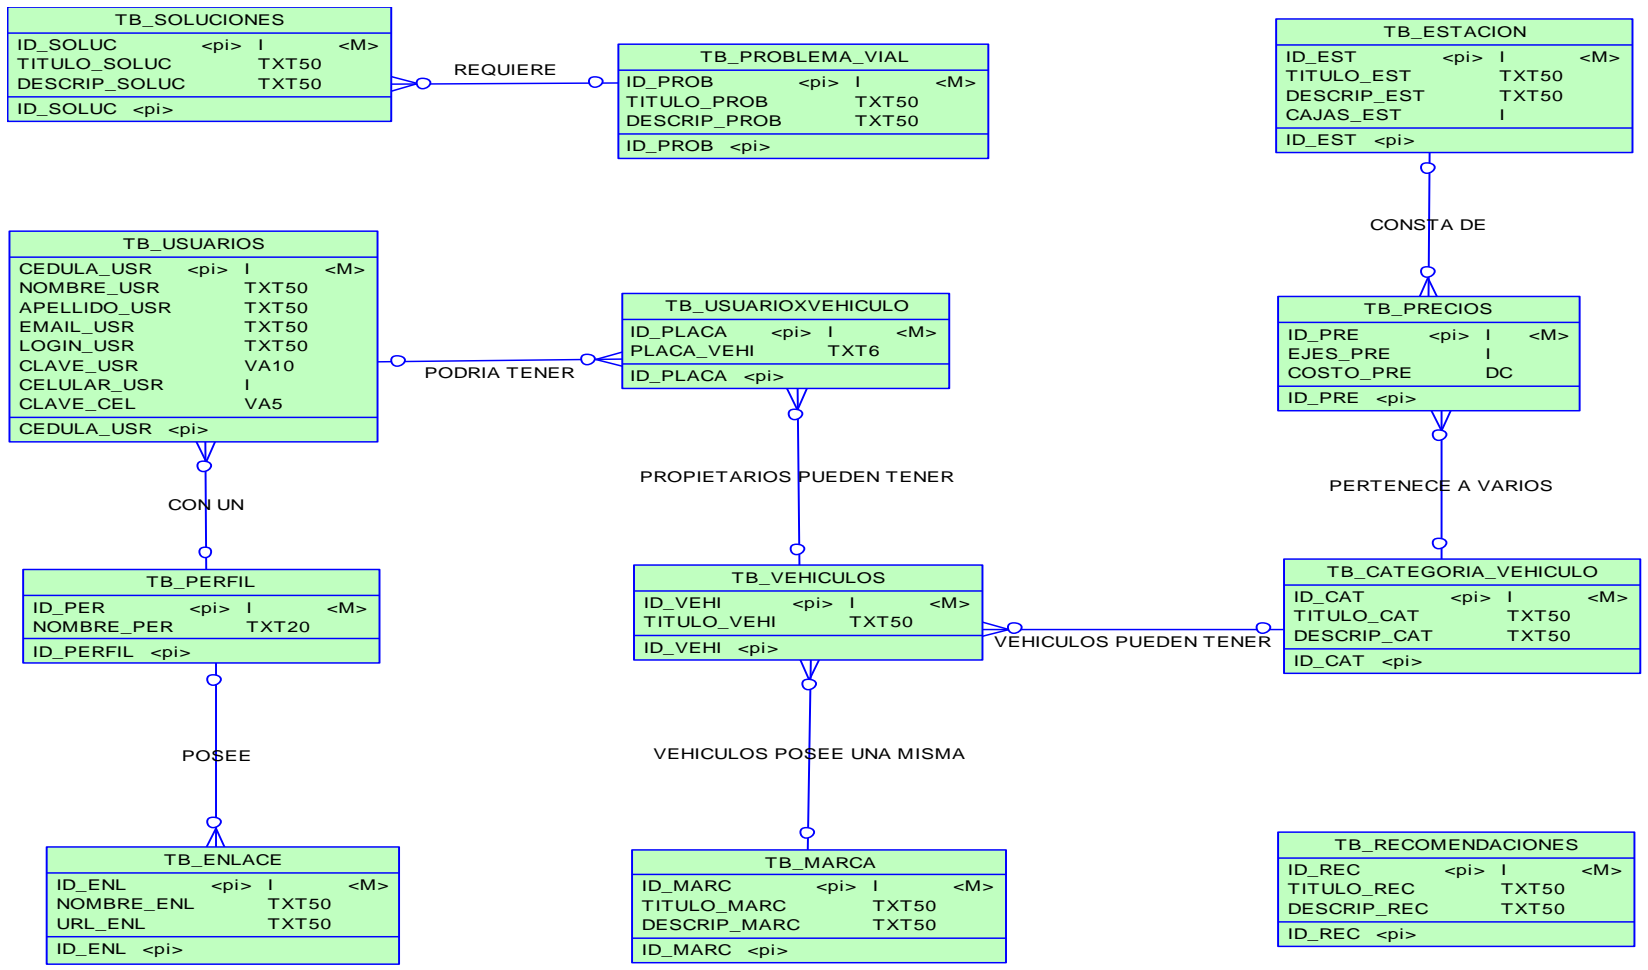 TB_SOLUCIONES
ID_SOLUC <pi> I <M>
TITULO_SOLUC TXT50
DESCRIP_SOLUC TXT50
ID_SOLUC <pi>
REQUIERE
TB_PROBLEMA_VIAL
ID_PROB <pi> I <M>
TITULO_PROB TXT50
DESCRIP_PROB TXT50
ID_PROB <pi>
TB_ESTACION
ID_EST <pi> I <M>
TITULO_EST TXT50
DESCRIP_EST TXT50
CAJAS_EST I
ID_EST <pi>
CONSTA DE
TB_USUARIOS
CEDULA_USR <pi> I <M>
NOMBRE_USR TXT50
APELLIDO_USR TXT50
EMAIL_USR TXT50
LOGIN_USR TXT50
CLAVE_USR VA10
CELULAR_USR I
CLAVE_CEL VA5
CEDULA_USR <pi>
PODRIA TENER
TB_USUARIOXVEHICULO
ID_PLACA <pi> I <M>
PLACA_VEHI TXT6
ID_PLACA <pi>
TB_PRECIOS
ID_PRE <pi> I <M>
EJES_PRE I
COSTO_PRE DC
ID_PRE <pi>
CON UN
PROPIETARIOS PUEDEN TENER
PERTENECE A VARIOS
TB_PERFIL
ID_PER <pi> I <M>
NOMBRE_PER TXT20
ID_PERFIL <pi>
TB_VEHICULOS
ID_VEHI <pi> I <M>
TITULO_VEHI TXT50
ID_VEHI <pi>
VEHICULOS PUEDEN TENER
TB_CATEGORIA_VEHICULO
ID_CAT <pi> I <M>
TITULO_CAT TXT50
DESCRIP_CAT TXT50
ID_CAT <pi>
POSEE
VEHICULOS POSEE UNA MISMA
TB_ENLACE
ID_ENL <pi> I <M>
NOMBRE_ENL TXT50
URL_ENL TXT50
ID_ENL <pi>
TB_MARCA
ID_MARC <pi> I <M>
TITULO_MARC TXT50
DESCRIP_MARC TXT50
ID_MARC <pi>
TB_RECOMENDACIONES
ID_REC <pi> I <M>
TITULO_REC TXT50
DESCRIP_REC TXT50
ID_REC <pi>